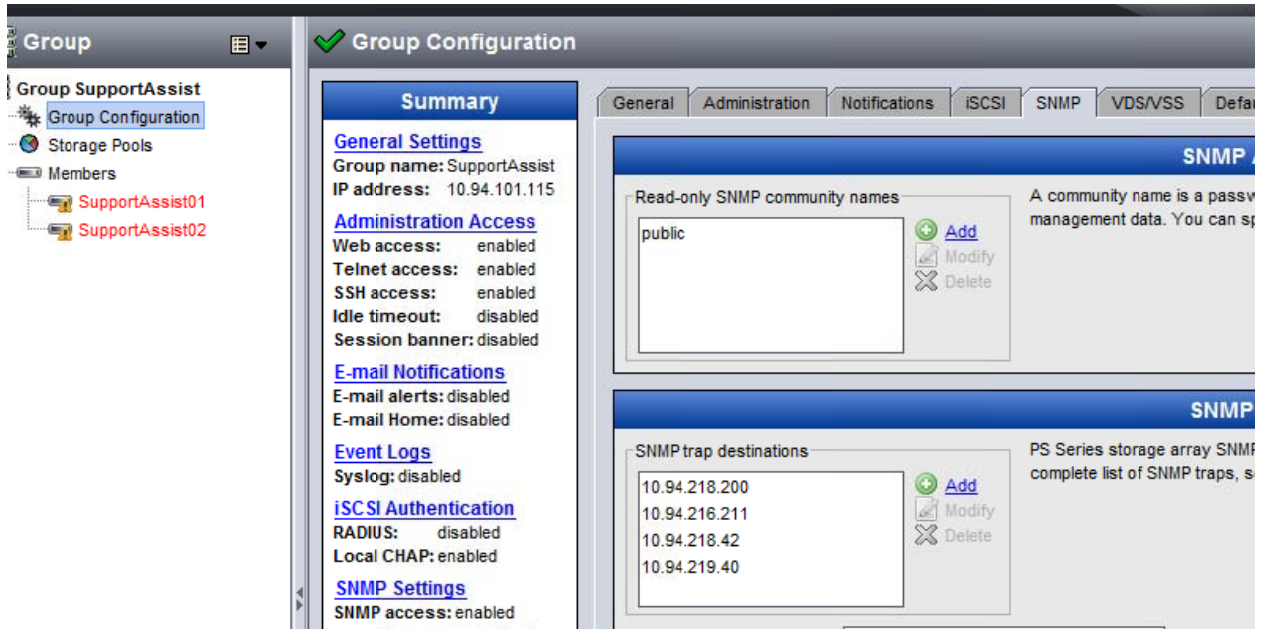 Group
Group SupportAssist
Group Configuration
Storage Pools
Members
SupportAssist01
SupportAssist02
Group Configuration
Summary
General Settings
Group name: SupportAssist
IP address: 10.94.101.115
Administration Access
Web access: enabled
Telnet access: enabled
SSH access: enabled
Idle timeout: disabled
Session banner: disabled
E-mail Notifications
E-mail alerts: disabled
E-mail Home: disabled
Event Logs
Syslog: disabled
iSCSI Authentication
RADIUS: disabled
Local CHAP: enabled
SNMP Settings
SNMP access: enabled
General Administration Notifications iSCSI SNMP VDS/VSS Defau
SNMP
Read-only SNMP community names
public
Add
Modify
Delete
A community name is a passw
management data. You can sp
SNMP
SNMP trap destinations
10.94.218.200
10.94.216.211
10.94.218.42
10.94.219.40
Add
Modify
Delete
PS Series storage array SNMP
complete list of SNMP traps, s